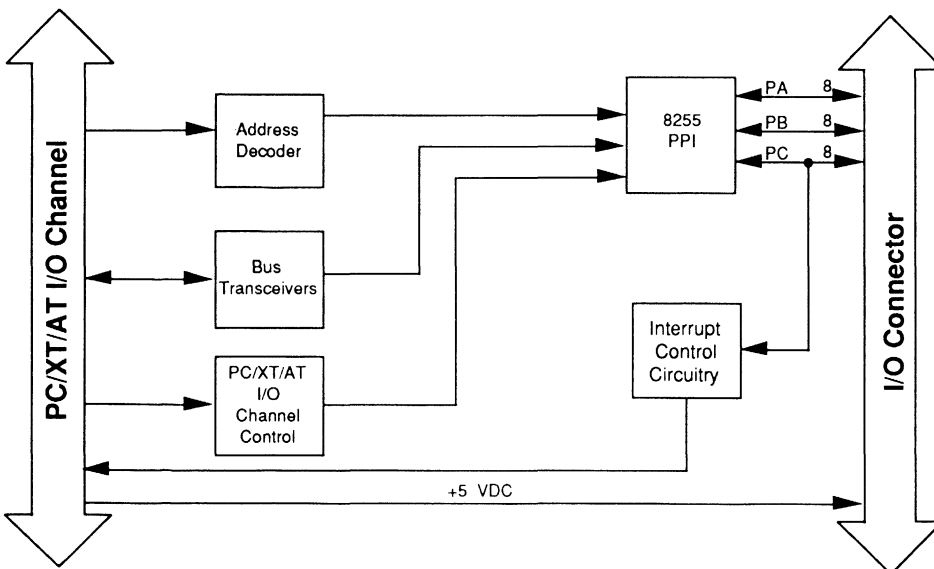 PC/XT/AT I/O Channel
Address
Decoder
Bus
Transceivers
PC/XT/AT
I/O
Channel
Control
8255
PPI
PA 8
PB 8
PC 8
Interrupt
Control
Circuitry
+5 VDC
I/O Connector